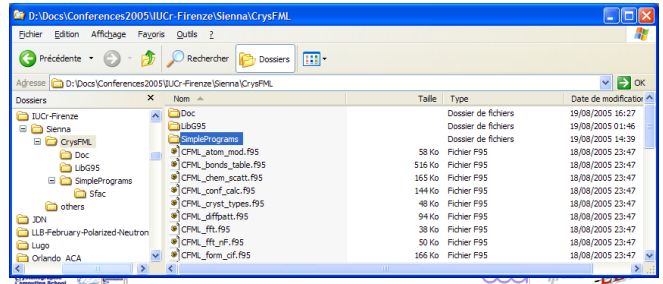 D:\Docs\Conferences2005\IUCr-Firenze\Sienna\CrysFML
Fichier Edition Affichage Favoris Outils ?
Précédente Rechercher Dossiers
Adresse D:\Docs\Conferences2005\IUCr-Firenze\Sienna\CrysFML OK
Dossiers × Nom Taille Type Date de modification
IUCr-Firenze
Sienna
CrysFML
Doc
LibG95
SimplePrograms
Sfac
others
JDN
LLB-February-Polarized-Neutron
Lugo
Orlando_ACA
Doc Dossier de fichiers 19/08/2005 16:27
LibG95 Dossier de fichiers 19/08/2005 01:46
SimplePrograms Dossier de fichiers 19/08/2005 14:39
CFML_atom_mod.f95 58 Ko Fichier F95 18/08/2005 23:47
CFML_bonds_table.f95 516 Ko Fichier F95 18/08/2005 23:47
CFML_chem_scatt.f95 165 Ko Fichier F95 18/08/2005 23:47
CFML_conf_calc.f95 144 Ko Fichier F95 18/08/2005 23:47
CFML_cryst_types.f95 48 Ko Fichier F95 18/08/2005 23:47
CFML_diffpatt.f95 94 Ko Fichier F95 18/08/2005 23:47
CFML_fft.f95 38 Ko Fichier F95 18/08/2005 23:47
CFML_fft_nF.f95 50 Ko Fichier F95 18/08/2005 23:47
CFML_form_cif.f95 166 Ko Fichier F95 18/08/2005 23:47
Computing School